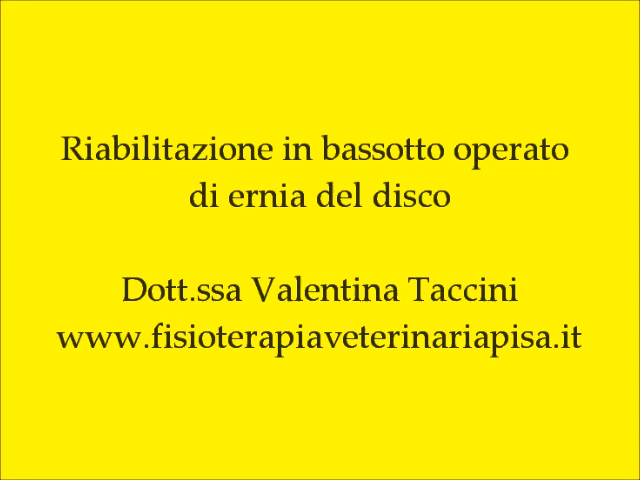 Riabilitazione in bassotto operato
di ernia del disco
Dott.ssa Valentina Taccini
www.fisioterapiaveterinariapisa.it